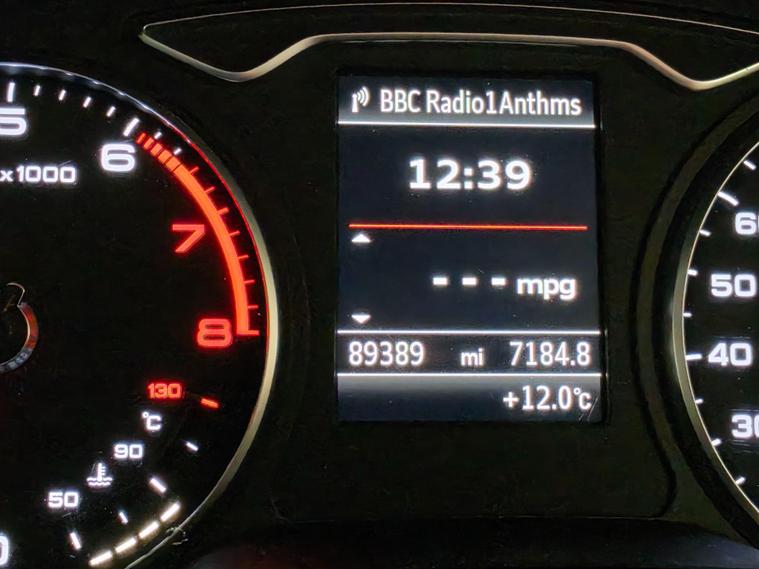 BBC Radio1Anthms
12:39
--- mpg
89389 mi 7184.8
+12.0°C
5
6
x1000
7
8
130
°C
90
50
60
50
40